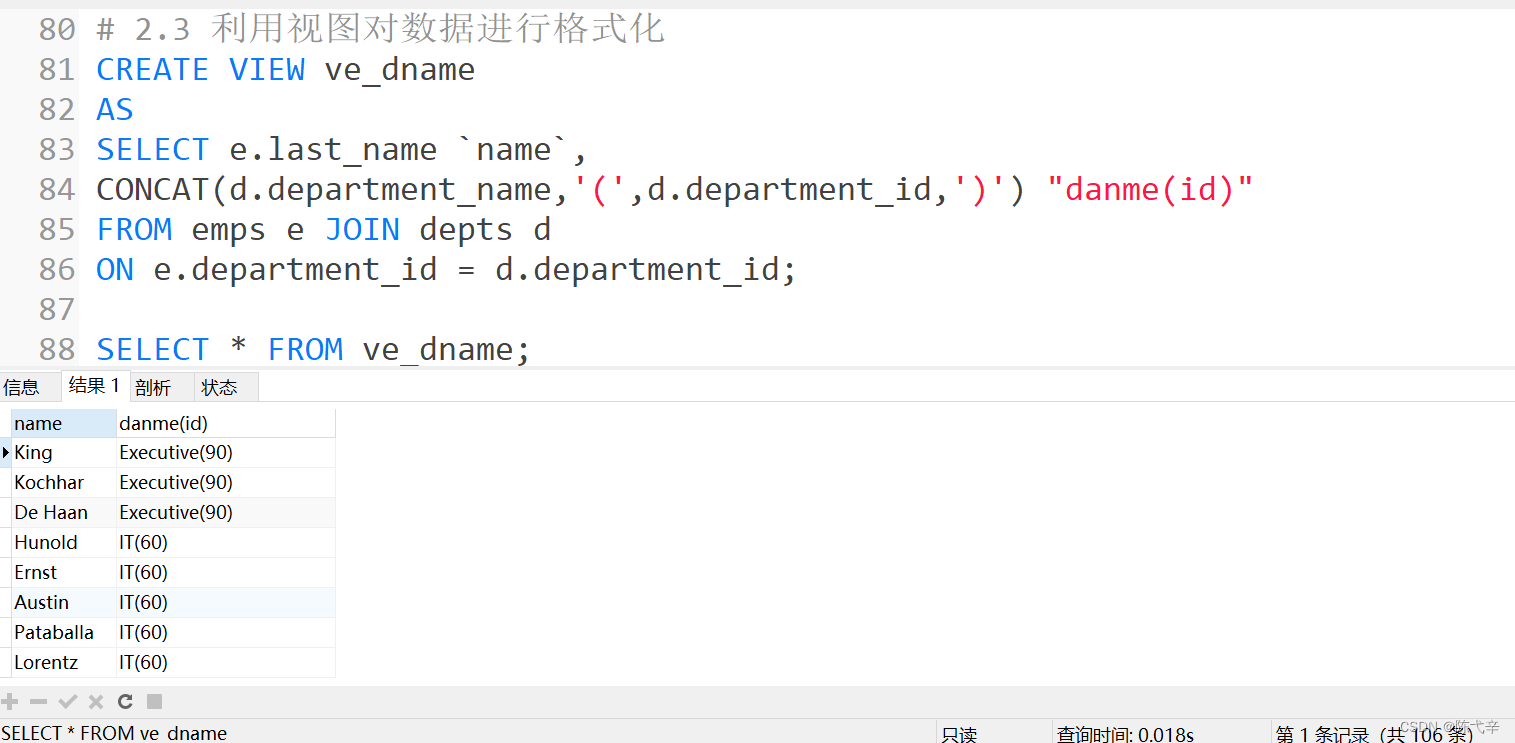 80 # 2.3 利用视图对数据进行格式化
81 CREATE VIEW ve_dname
82 AS
83 SELECT e.last_name `name`,
84 CONCAT(d.department_name,'(',d.department_id,')') "danme(id)"
85 FROM emps e JOIN depts d
86 ON e.department_id = d.department_id;
87
88 SELECT * FROM ve_dname;
信息 结果 1 剖析 状态
name danme(id)
King Executive(90)
Kochhar Executive(90)
De Haan Executive(90)
Hunold IT(60)
Ernst IT(60)
Austin IT(60)
Pataballa IT(60)
Lorentz IT(60)
SELECT * FROM ve_dname 只读 查询时间: 0.018s 第 1 条记录（共 106 条）
CSDN @陈弋辛